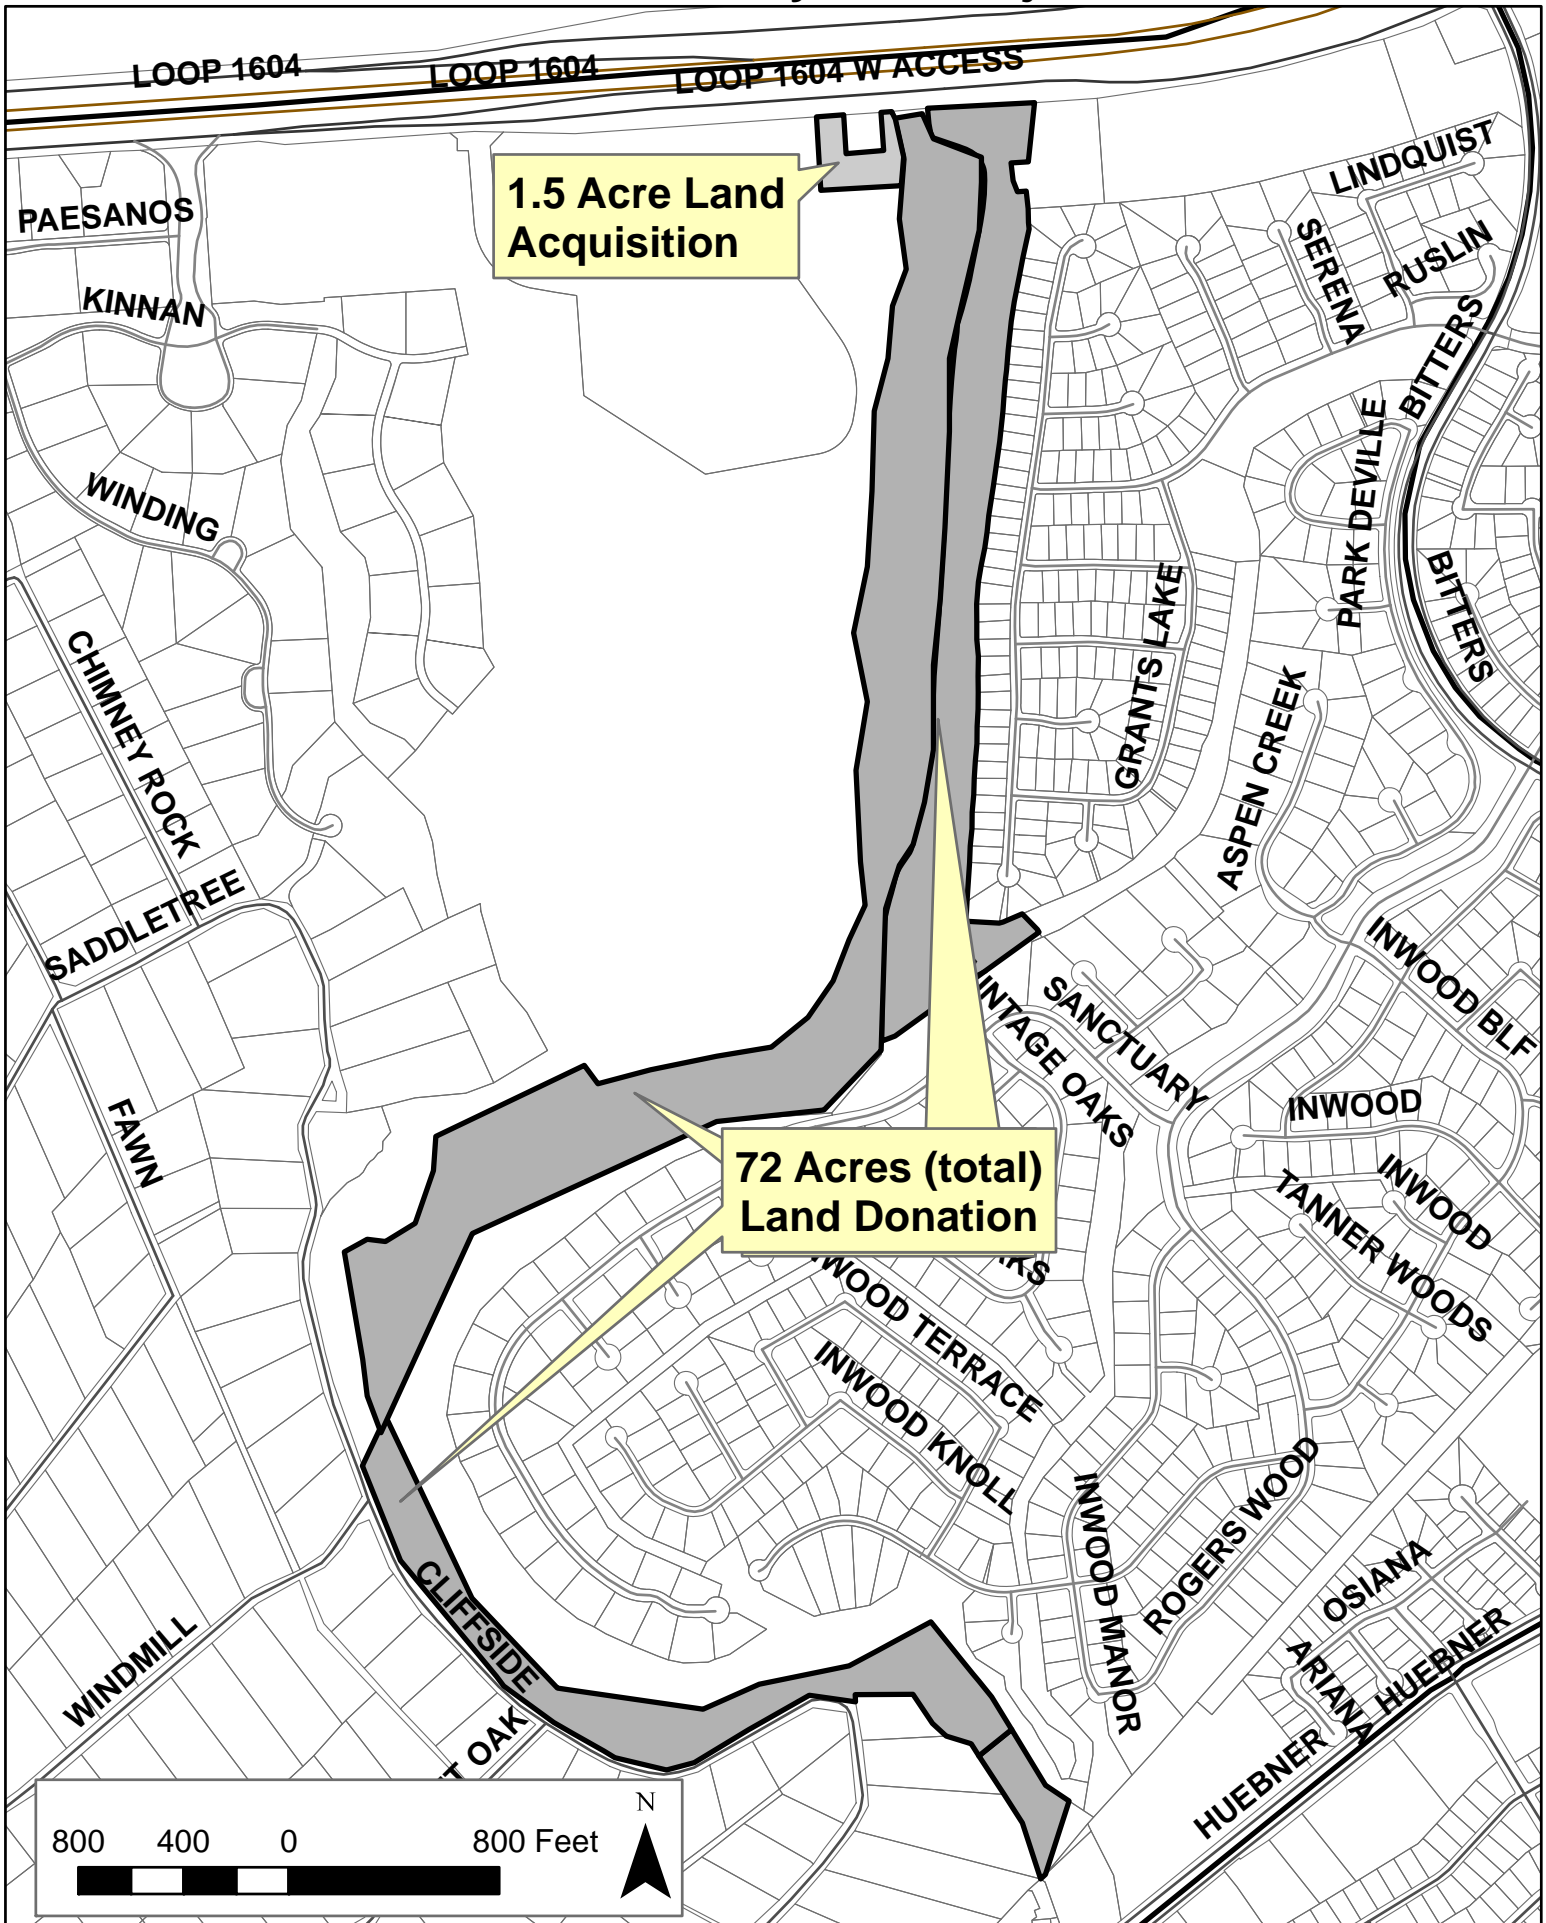 LOOP 1604
LOOP 1604
LOOP 1604 W ACCESS
LINDQUIST
1.5 Acre Land
Acquisition
PAESANOS
SERENA
RUSLIN
KINNAN
BITTERS
PARK DEVILLE
WINDING
BITTERS
GRANTS LAKE
CHIMNEY ROCK
ASPEN CREEK
SADDLETREE
INWOOD BLF
SANCTUARY
INTAGE OAKS
FAWN
INWOOD
72 Acres (total)
Land Donation
INWOOD
TANNER WOODS
WOOD TERRACE
INWOOD KNOLL
INWOOD MANOR
ROGERS WOOD
OSIANA
CLIFFSIDE
WINDMILL
ARIANA
HUEBNER
HUEBNER
OAK
N
800 400 0 800 Feet